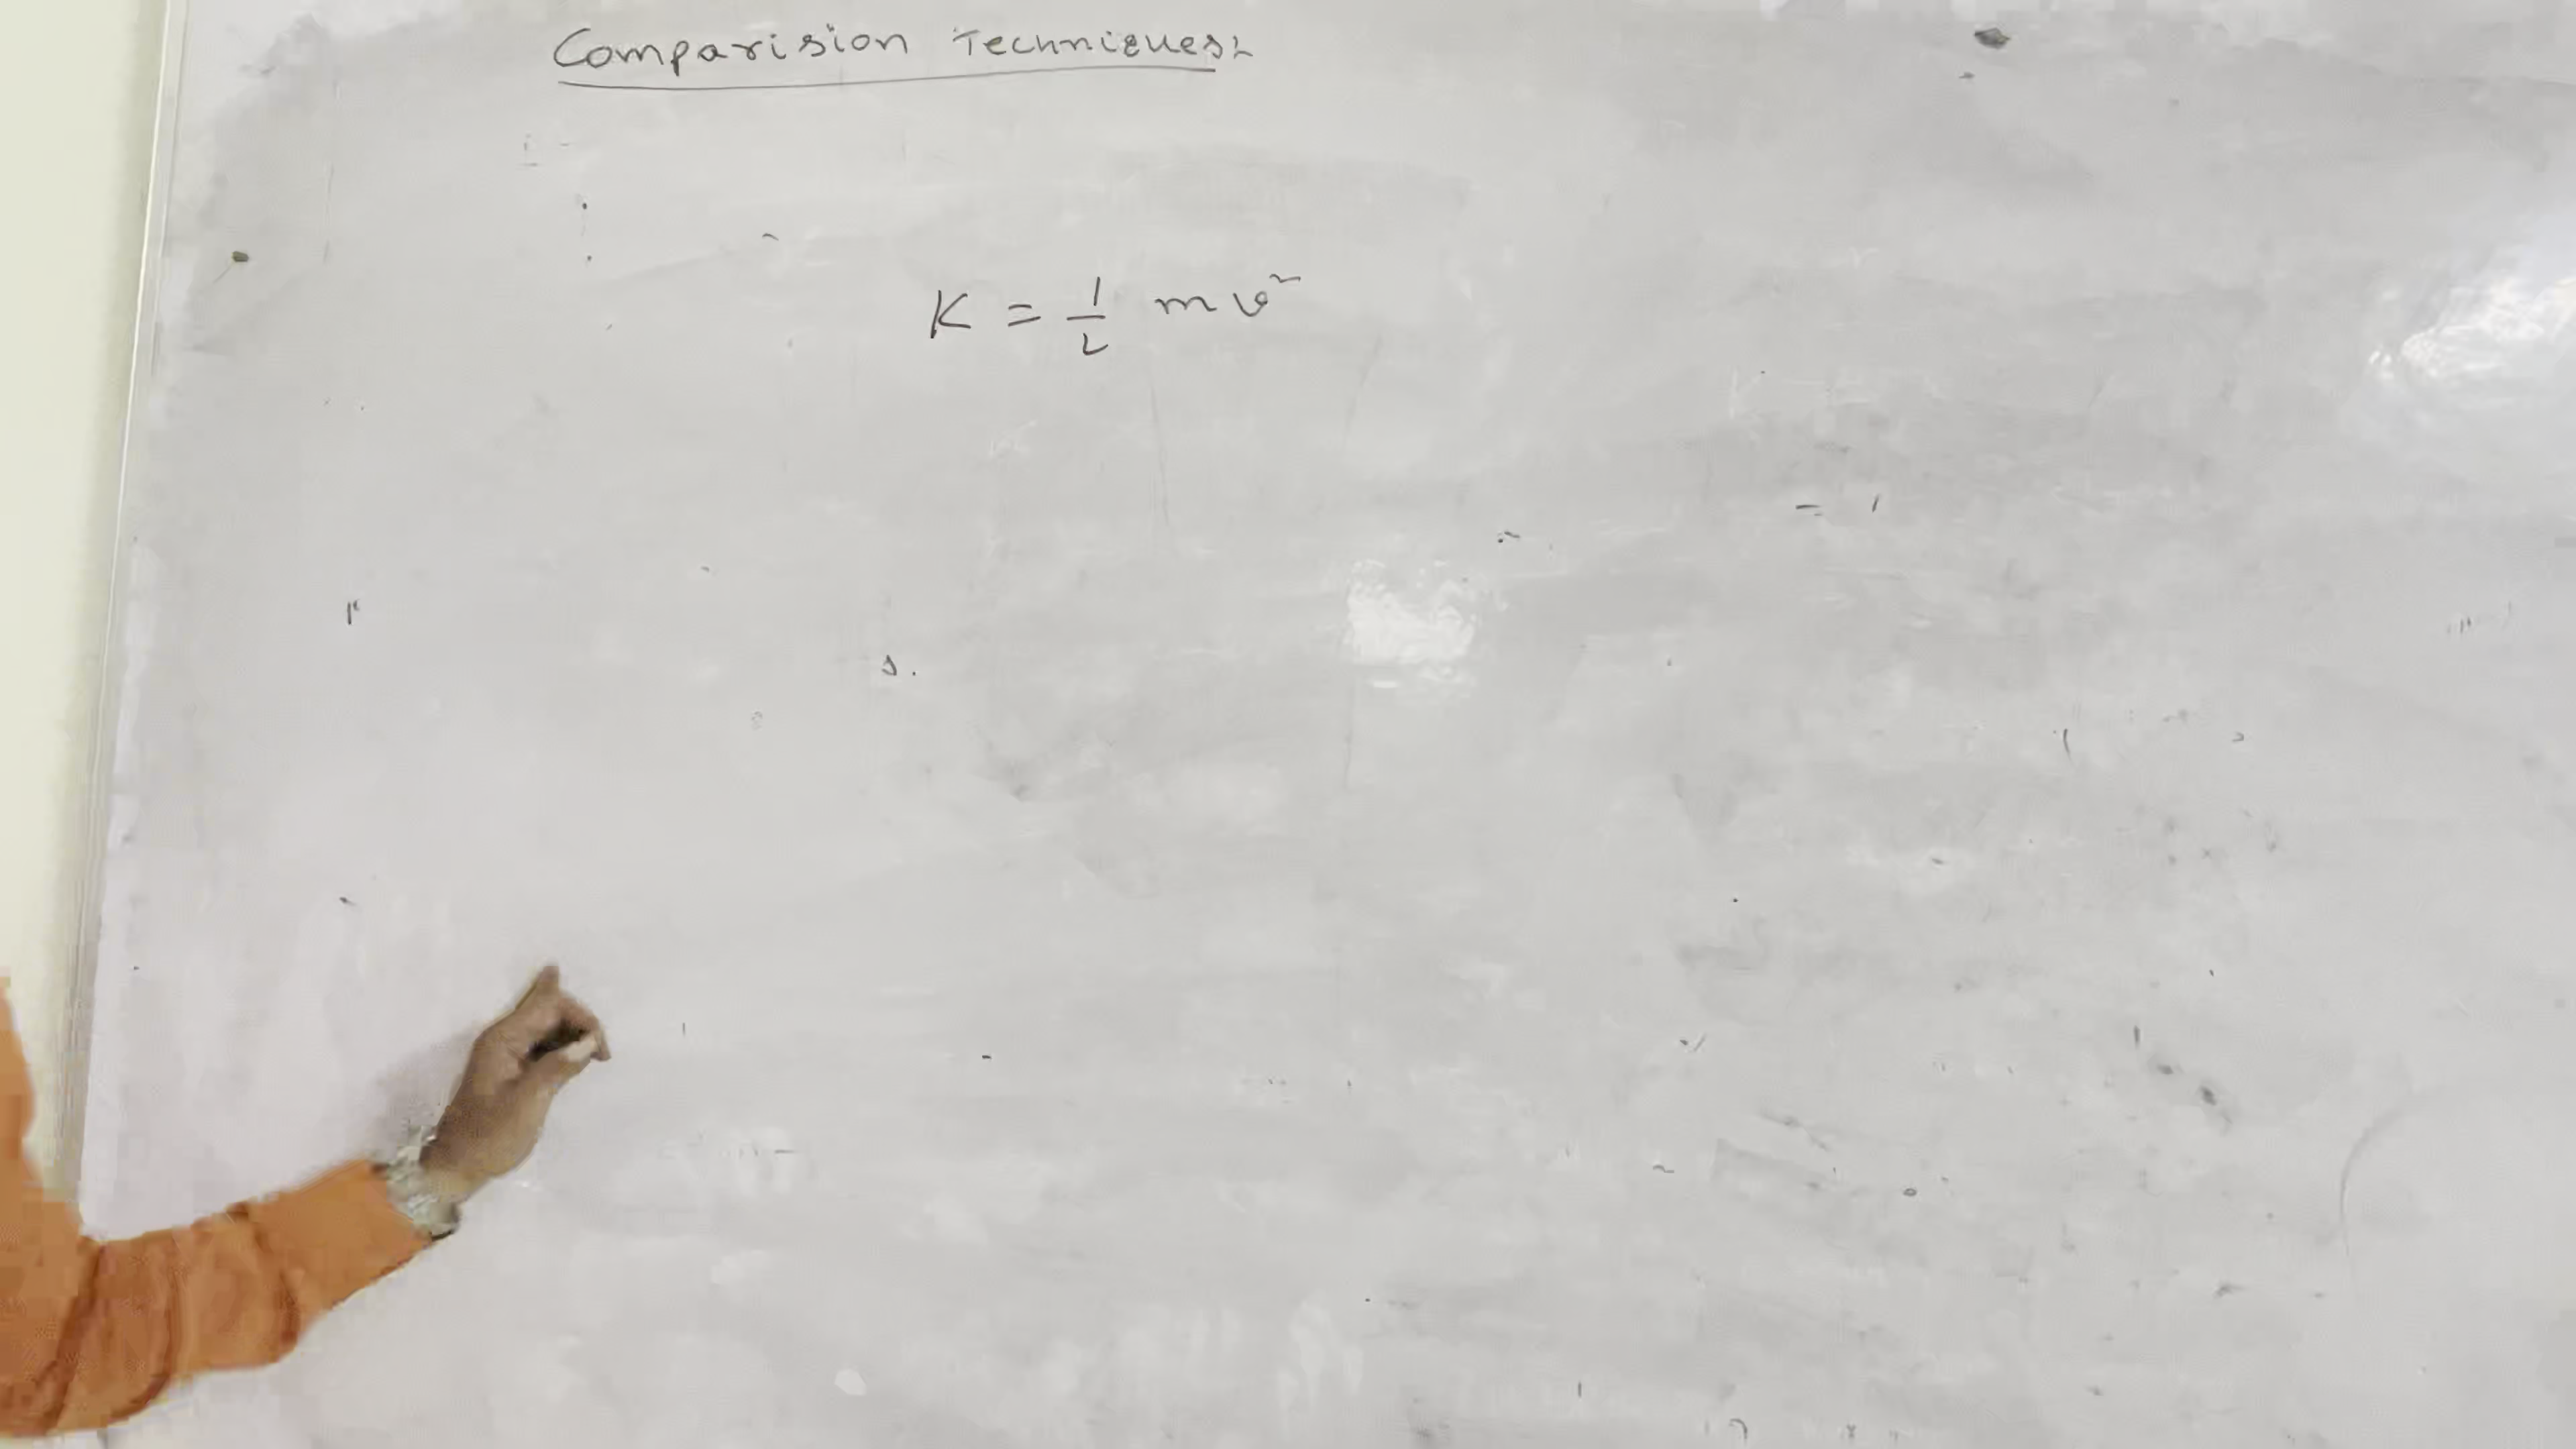 Comparision Techniques:
K = 1/2 mv²